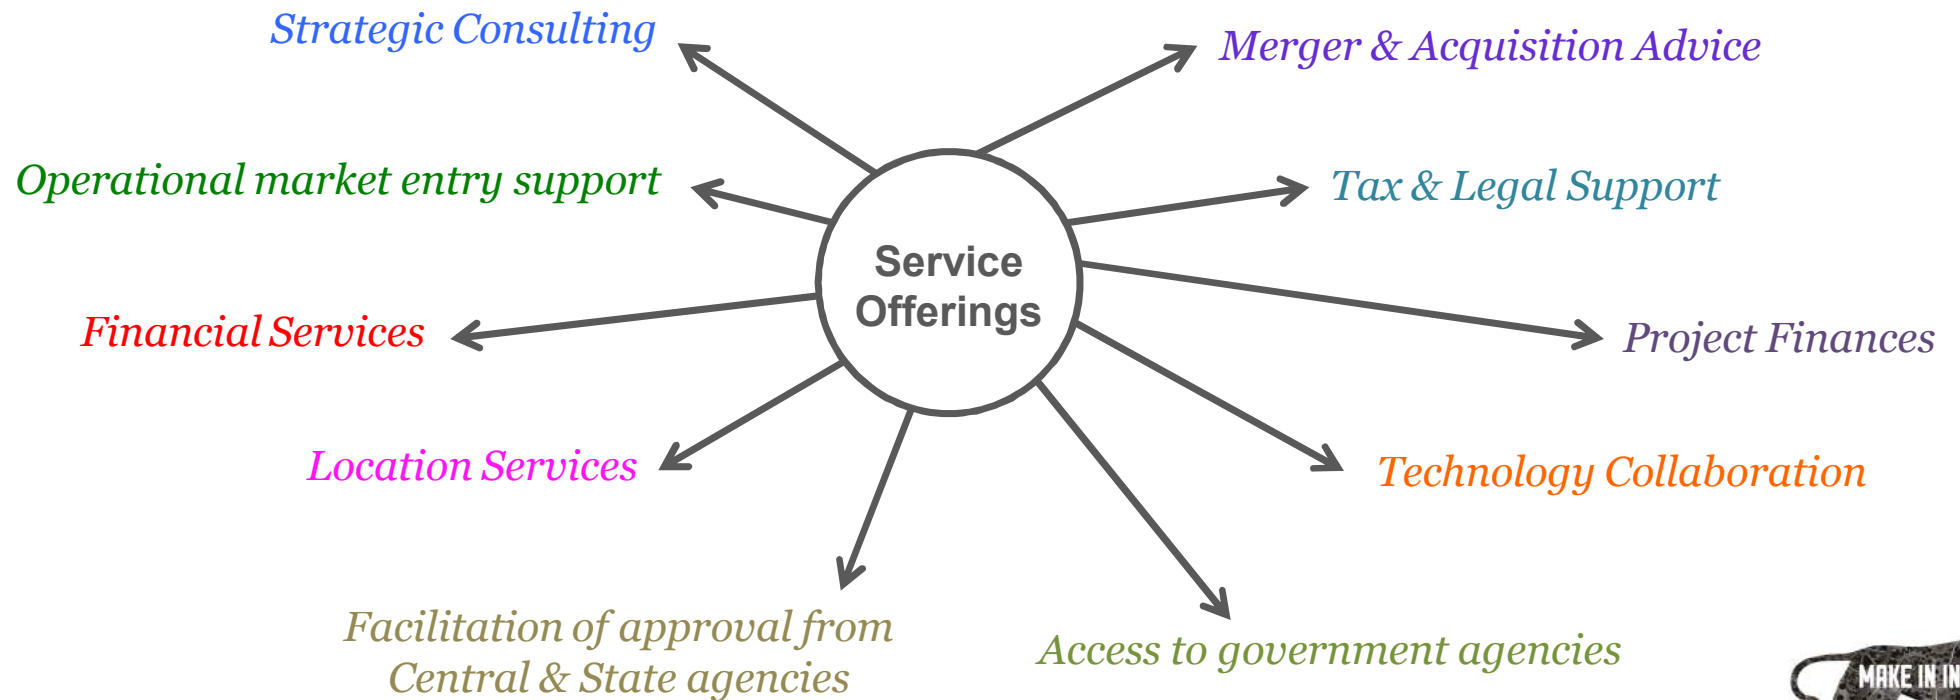 Strategic Consulting
Merger & Acquisition Advice
Operational market entry support
Tax & Legal Support
Service
Offerings
Financial Services
Project Finances
Location Services
Technology Collaboration
Facilitation of approval from
Central & State agencies
Access to government agencies
MAKE IN IN